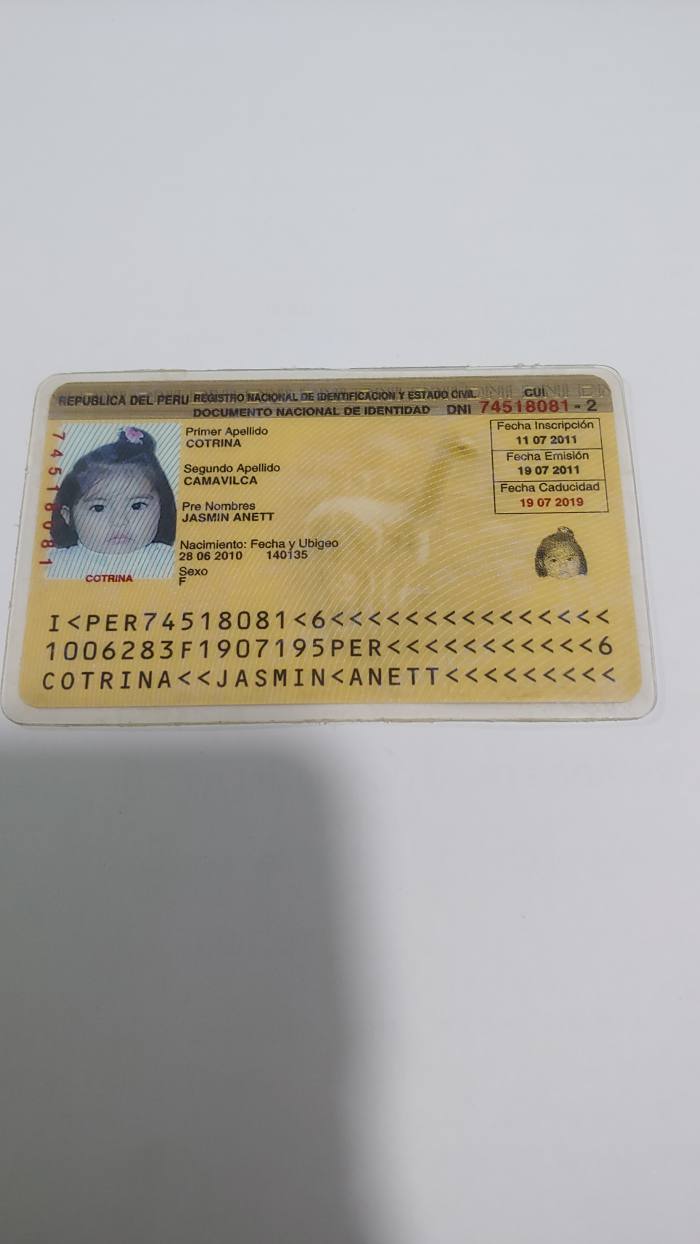 REPUBLICA DEL PERU REGISTRO NACIONAL DE IDENTIFICACION Y ESTADO CIVIL
CUI
DOCUMENTO NACIONAL DE IDENTIDAD DNI 74518081 - 2
74518081
Primer Apellido
COTRINA
Segundo Apellido
CAMAVILCA
Pre Nombres
JASMIN ANETT
Nacimiento: Fecha y Ubigeo
28 06 2010 140135
Sexo
F
Fecha Inscripción
11 07 2011
Fecha Emisión
19 07 2011
Fecha Caducidad
19 07 2019
COTRINA
I<PER74518081<6<<<<<<<<<<<<<<<
1006283F1907195PER<<<<<<<<<<<6
COTRINA<<JASMIN<ANETT<<<<<<<<<